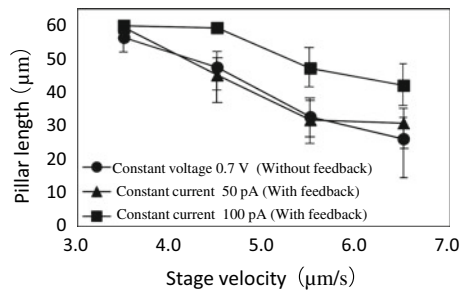 60
50
40
30
20
10
0
Pillar length (μm)
Constant voltage 0.7 V (Without feedback)
Constant current 50 pA (With feedback)
Constant current 100 pA (With feedback)
3.0 4.0 5.0 6.0 7.0
Stage velocity (μm/s)